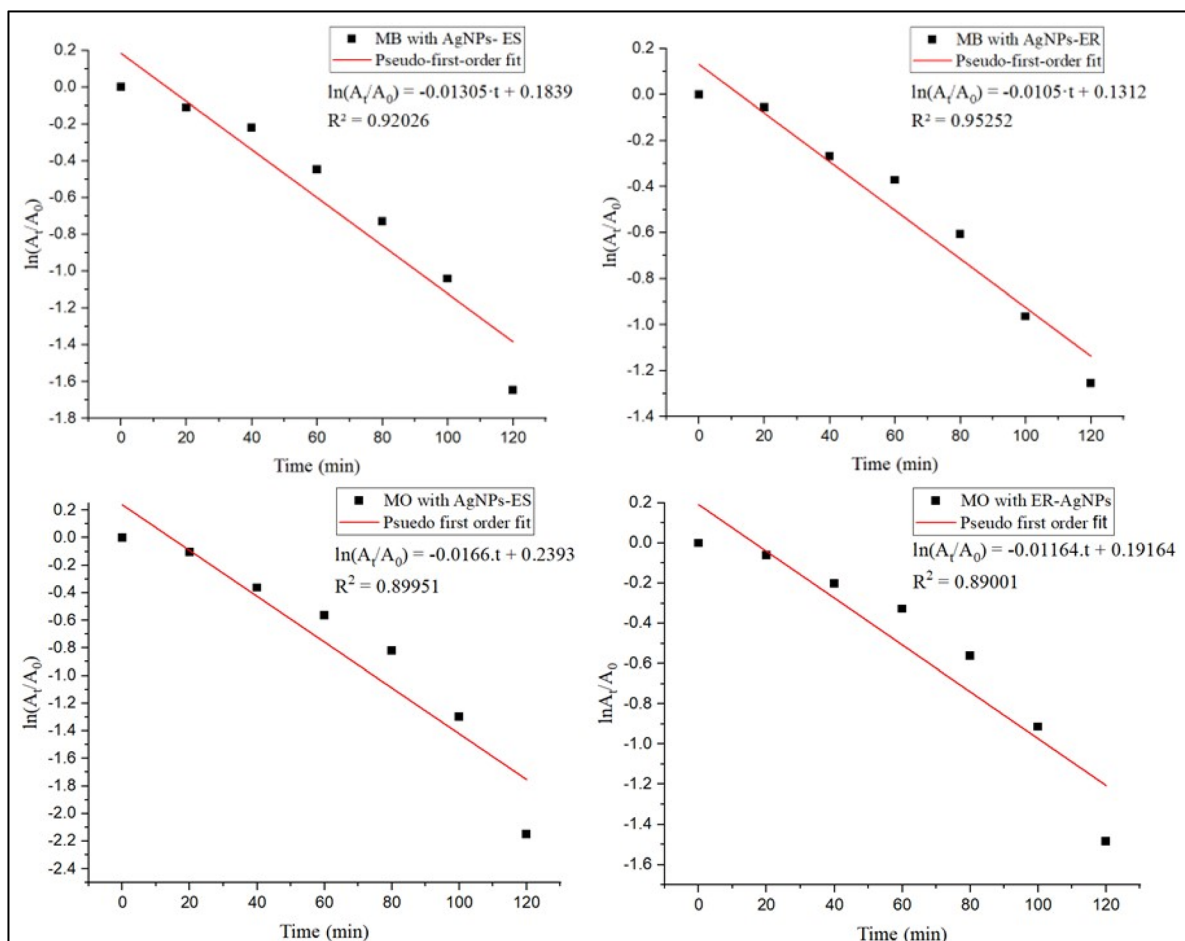 MB with AgNPs- ES
Pseudo-first-order fit
ln(Aₜ/A₀) = -0.01305·t + 0.1839
R² = 0.92026
0.2
0.0
-0.2
-0.4
-0.6
-0.8
-1.0
-1.2
-1.4
-1.6
-1.8
ln(Aₜ/A₀)
0 20 40 60 80 100 120
Time (min)
MB with AgNPs-ER
Pseudo-first-order fit
ln(Aₜ/A₀) = -0.0105·t + 0.1312
R² = 0.95252
0.2
0.0
-0.2
-0.4
-0.6
-0.8
-1.0
-1.2
-1.4
ln(Aₜ/A₀)
0 20 40 60 80 100 120
Time (min)
MO with AgNPs-ES
Psuedo first order fit
ln(Aₜ/A₀) = -0.0166.t + 0.2393
R² = 0.89951
0.2
0.0
-0.2
-0.4
-0.6
-0.8
-1.0
-1.2
-1.4
-1.6
-1.8
-2.0
-2.2
-2.4
ln(Aₜ/A₀)
0 20 40 60 80 100 120
Time (min)
MO with ER-AgNPs
Pseudo first order fit
ln(Aₜ/A₀) = -0.01164.t + 0.19164
R² = 0.89001
0.2
0.0
-0.2
-0.4
-0.6
-0.8
-1.0
-1.2
-1.4
-1.6
lnAₜ/A₀)
0 20 40 60 80 100 120
Time (min)